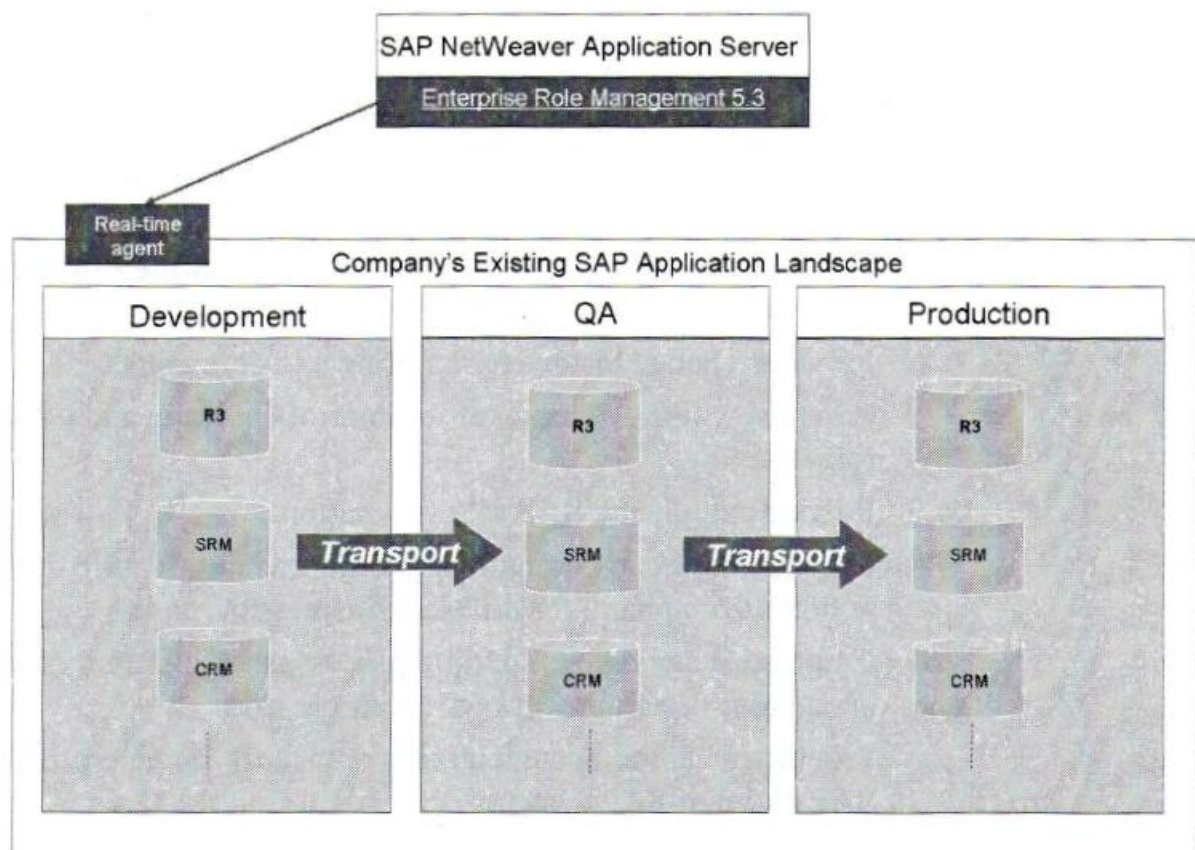 SAP NetWeaver Application Server
Enterprise Role Management 5.3
Real-time
agent
Company's Existing SAP Application Landscape
Development
QA
Production
R3
R3
R3
SRM
Transport
SRM
Transport
SRM
CRM
CRM
CRM